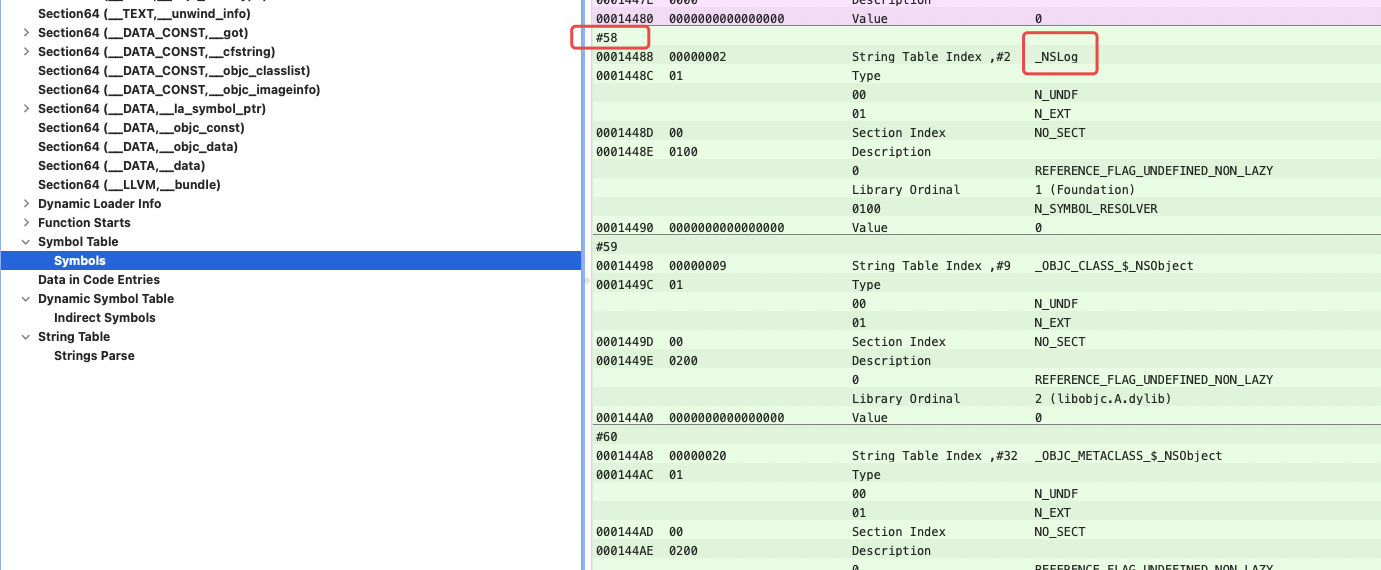 Section64 (__TEXT,__unwind_info)
Section64 (__DATA_CONST,__got)
Section64 (__DATA_CONST,__cfstring)
Section64 (__DATA_CONST,__objc_classlist)
Section64 (__DATA_CONST,__objc_imageinfo)
Section64 (__DATA,__la_symbol_ptr)
Section64 (__DATA,__objc_const)
Section64 (__DATA,__objc_data)
Section64 (__DATA,__data)
Section64 (__LLVM,__bundle)
Dynamic Loader Info
Function Starts
Symbol Table
Symbols
Data in Code Entries
Dynamic Symbol Table
Indirect Symbols
String Table
Strings Parse
0001447E 0000 Description
00014480 0000000000000000 Value 0
#58
00014488 00000002 String Table Index ,#2 _NSLog
0001448C 01 Type
00 N_UNDF
01 N_EXT
0001448D 00 Section Index NO_SECT
0001448E 0100 Description
0 REFERENCE_FLAG_UNDEFINED_NON_LAZY
Library Ordinal 1 (Foundation)
0100 N_SYMBOL_RESOLVER
00014490 0000000000000000 Value 0
#59
00014498 00000009 String Table Index ,#9 _OBJC_CLASS_$_NSObject
0001449C 01 Type
00 N_UNDF
01 N_EXT
0001449D 00 Section Index NO_SECT
0001449E 0200 Description
0 REFERENCE_FLAG_UNDEFINED_NON_LAZY
Library Ordinal 2 (libobjc.A.dylib)
000144A0 0000000000000000 Value 0
#60
000144A8 00000020 String Table Index ,#32 _OBJC_METACLASS_$_NSObject
000144AC 01 Type
00 N_UNDF
01 N_EXT
000144AD 00 Section Index NO_SECT
000144AE 0200 Description
0 REFERENCE_FLAG_UNDEFINED_NON_LAZY